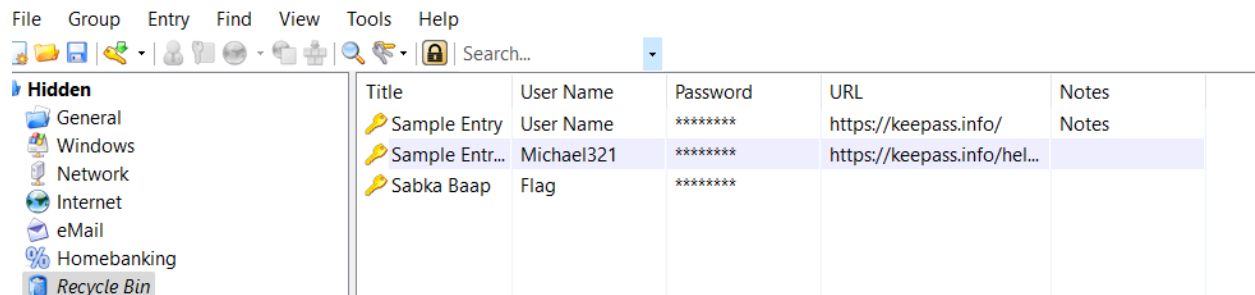 File Group Entry Find View Tools Help
Search...
Hidden
General
Windows
Network
Internet
eMail
Homebanking
Recycle Bin
Title User Name Password URL Notes
Sample Entry User Name ******** https://keepass.info/ Notes
Sample Entr... Michael321 ******** https://keepass.info/hel...
Sabka Baap Flag ********